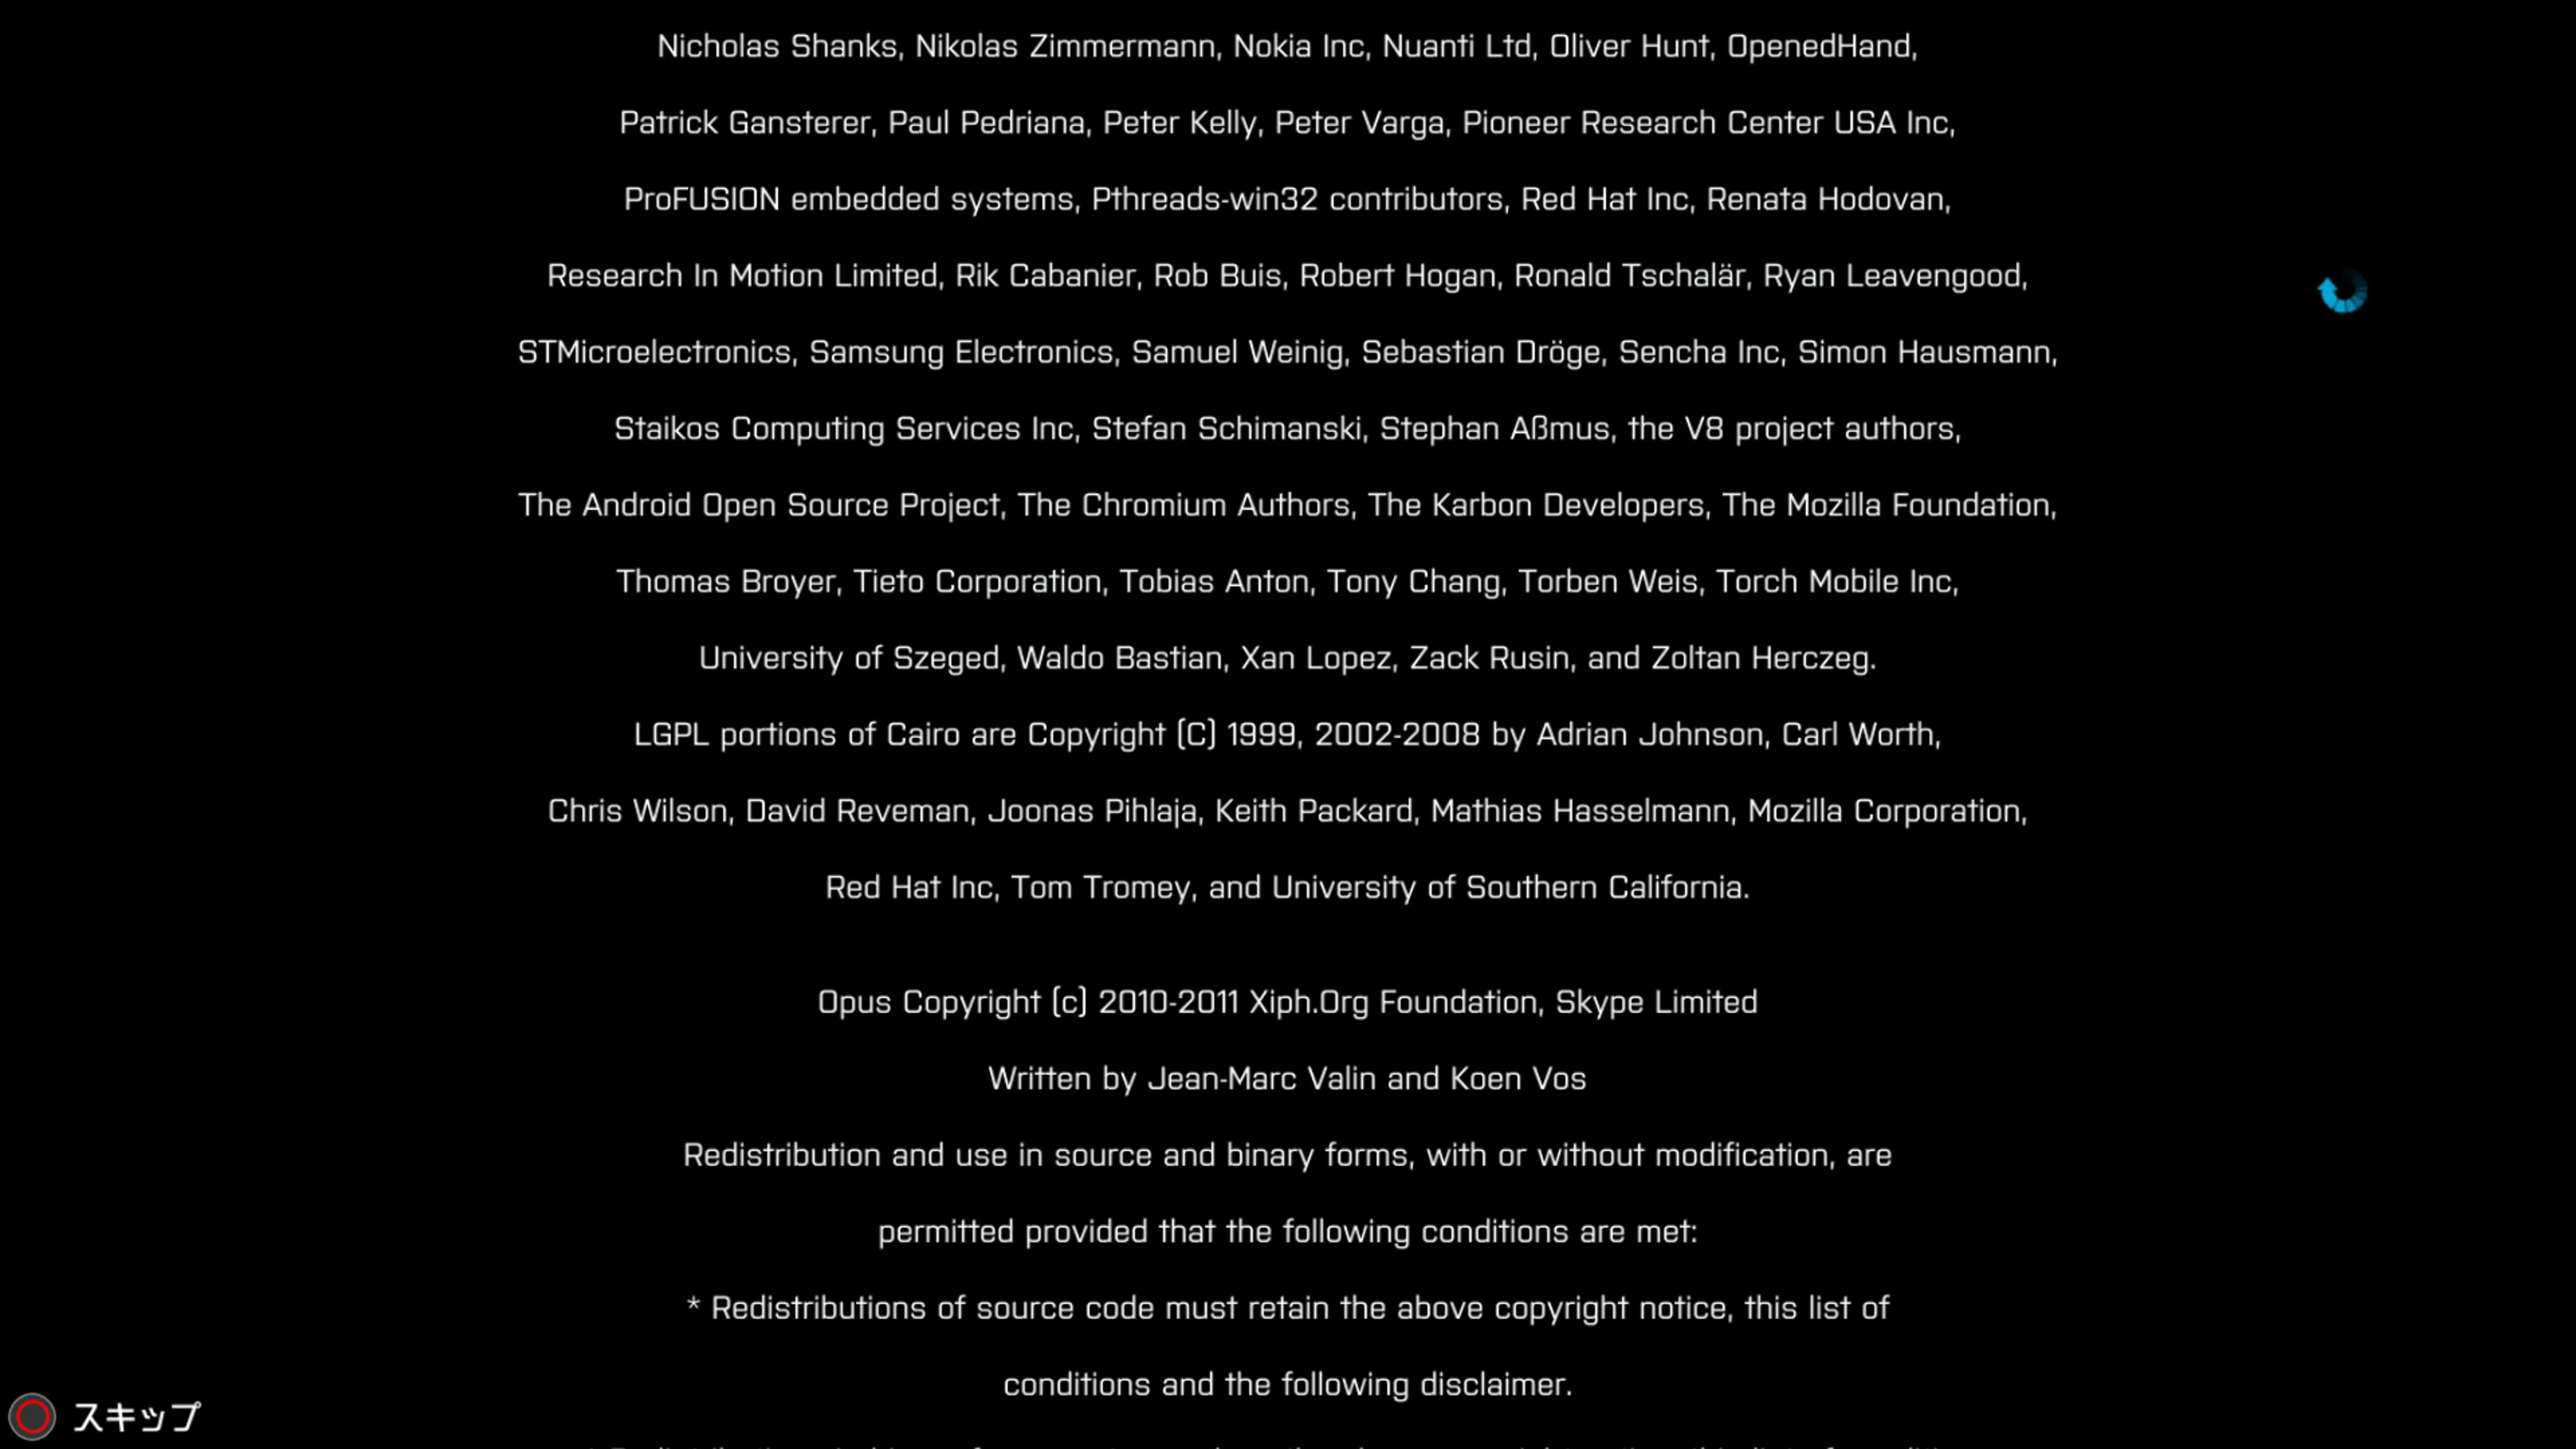 Nicholas Shanks, Nikolas Zimmermann, Nokia Inc, Nuanti Ltd, Oliver Hunt, OpenedHand,
Patrick Gansterer, Paul Pedriana, Peter Kelly, Peter Varga, Pioneer Research Center USA Inc,
ProFUSION embedded systems, Pthreads-win32 contributors, Red Hat Inc, Renata Hodovan,
Research In Motion Limited, Rik Cabanier, Rob Buis, Robert Hogan, Ronald Tschalär, Ryan Leavengood,
STMicroelectronics, Samsung Electronics, Samuel Weinig, Sebastian Dröge, Sencha Inc, Simon Hausmann,
Staikos Computing Services Inc, Stefan Schimanski, Stephan Aßmus, the V8 project authors,
The Android Open Source Project, The Chromium Authors, The Karbon Developers, The Mozilla Foundation,
Thomas Broyer, Tieto Corporation, Tobias Anton, Tony Chang, Torben Weis, Torch Mobile Inc,
University of Szeged, Waldo Bastian, Xan Lopez, Zack Rusin, and Zoltan Herczeg.
LGPL portions of Cairo are Copyright (C) 1999, 2002-2008 by Adrian Johnson, Carl Worth,
Chris Wilson, David Reveman, Joonas Pihlaja, Keith Packard, Mathias Hasselmann, Mozilla Corporation,
Red Hat Inc, Tom Tromey, and University of Southern California.
Opus Copyright (c) 2010-2011 Xiph.Org Foundation, Skype Limited
Written by Jean-Marc Valin and Koen Vos
Redistribution and use in source and binary forms, with or without modification, are
permitted provided that the following conditions are met:
* Redistributions of source code must retain the above copyright notice, this list of
conditions and the following disclaimer.
スキップ